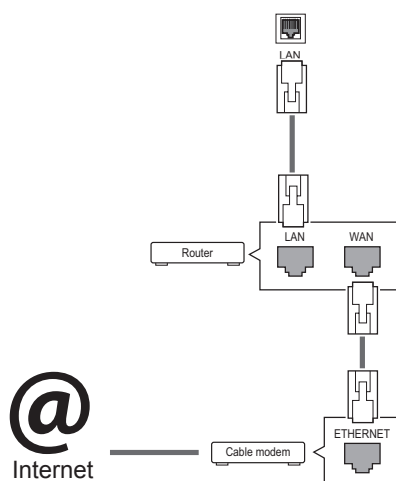 LAN
LAN WAN
Router
ETHERNET
@
Cable modem
Internet